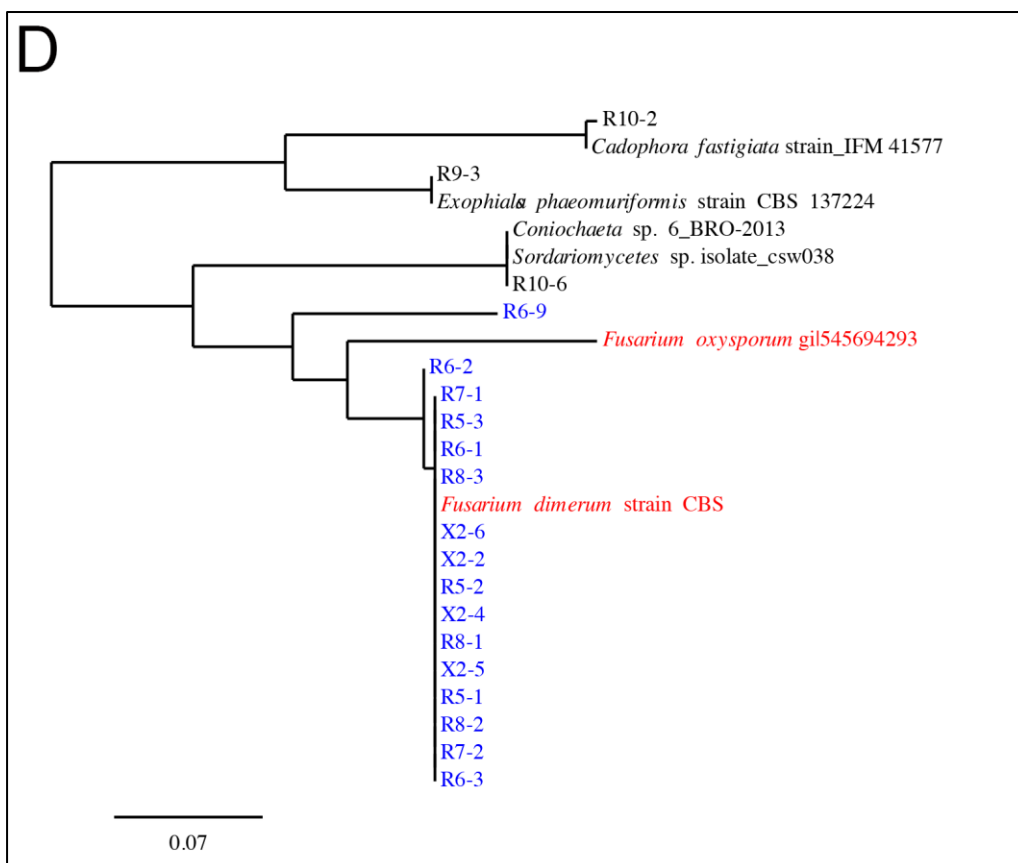 D
R10-2
Cadophora fastigiata strain_IFM 41577
R9-3
Exophiala phaeomuriformis strain CBS 137224
Coniochaeta sp. 6_BRO-2013
Sordariomycetes sp. isolate_csw038
R10-6
R6-9
Fusarium oxysporum gi|545694293
R6-2
R7-1
R5-3
R6-1
R8-3
Fusarium dimerum strain CBS
X2-6
X2-2
R5-2
X2-4
R8-1
X2-5
R5-1
R8-2
R7-2
R6-3
0.07